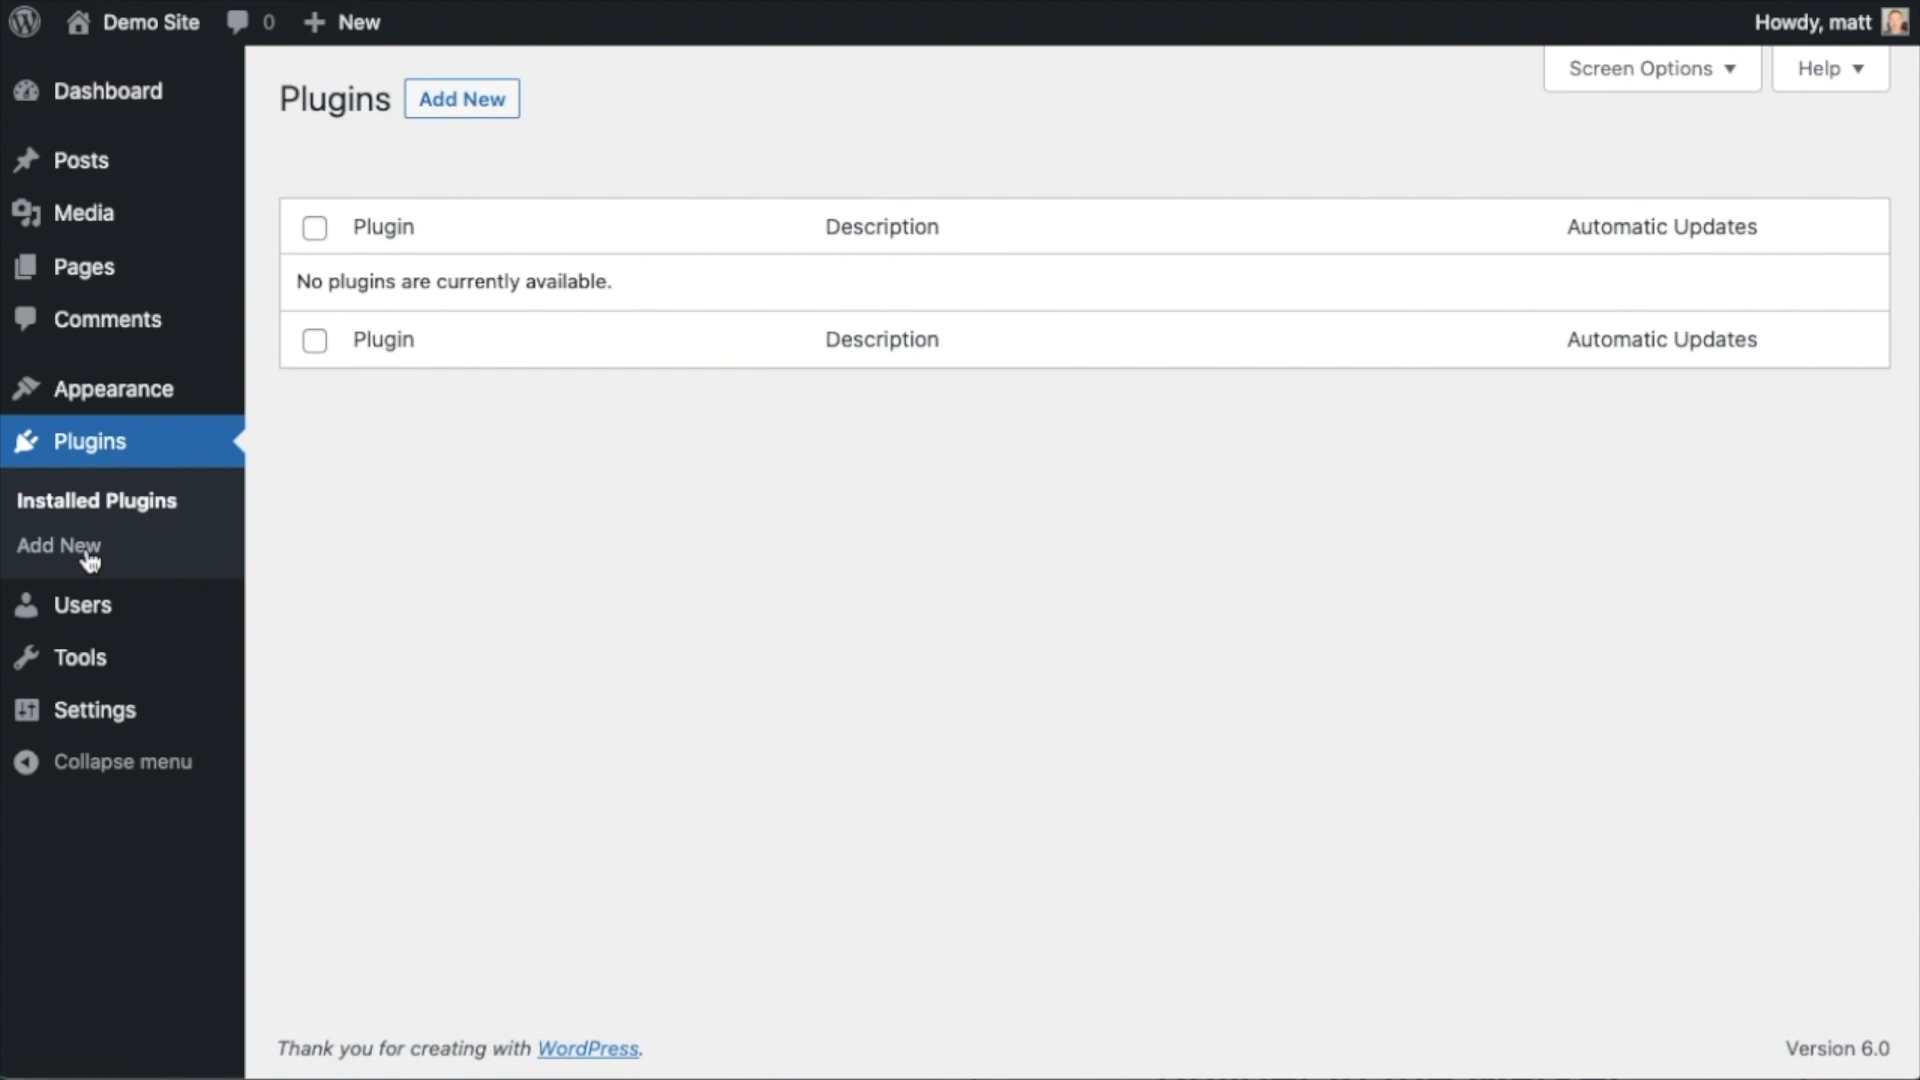 Demo Site
0
New
Howdy, matt
Dashboard
Posts
Media
Pages
Comments
Appearance
Plugins
Installed Plugins
Add New
Users
Tools
Settings
Collapse menu
Screen Options
Help
Plugins
Add New
Plugin Description Automatic Updates
No plugins are currently available.
Plugin Description Automatic Updates
Thank you for creating with WordPress.
Version 6.0